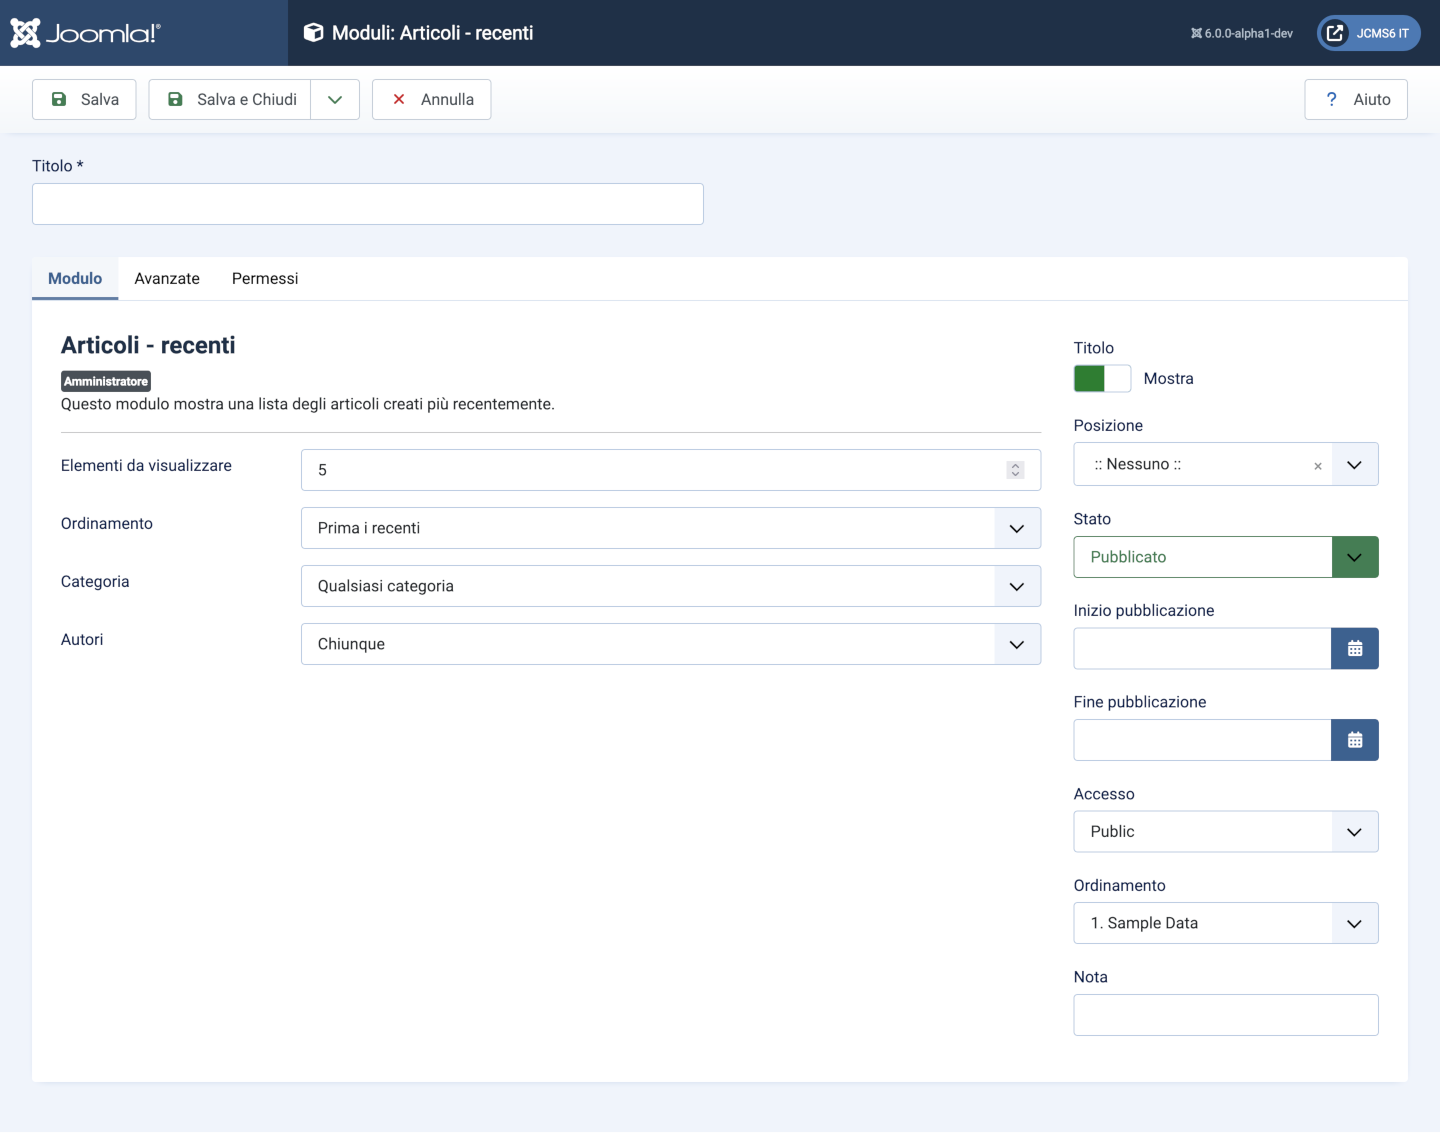 Joomla!®
Moduli: Articoli - recenti
6.0.0-alpha1-dev
JCMS6 IT
Salva
Salva e Chiudi
Annulla
? Aiuto
Titolo *
Modulo
Avanzate
Permessi
Articoli - recenti
Amministratore
Questo modulo mostra una lista degli articoli creati più recentemente.
Elementi da visualizzare
5
Ordinamento
Prima i recenti
Categoria
Qualsiasi categoria
Autori
Chiunque
Titolo
Mostra
Posizione
:: Nessuno ::
×
Stato
Pubblicato
Inizio pubblicazione
Fine pubblicazione
Accesso
Public
Ordinamento
1. Sample Data
Nota